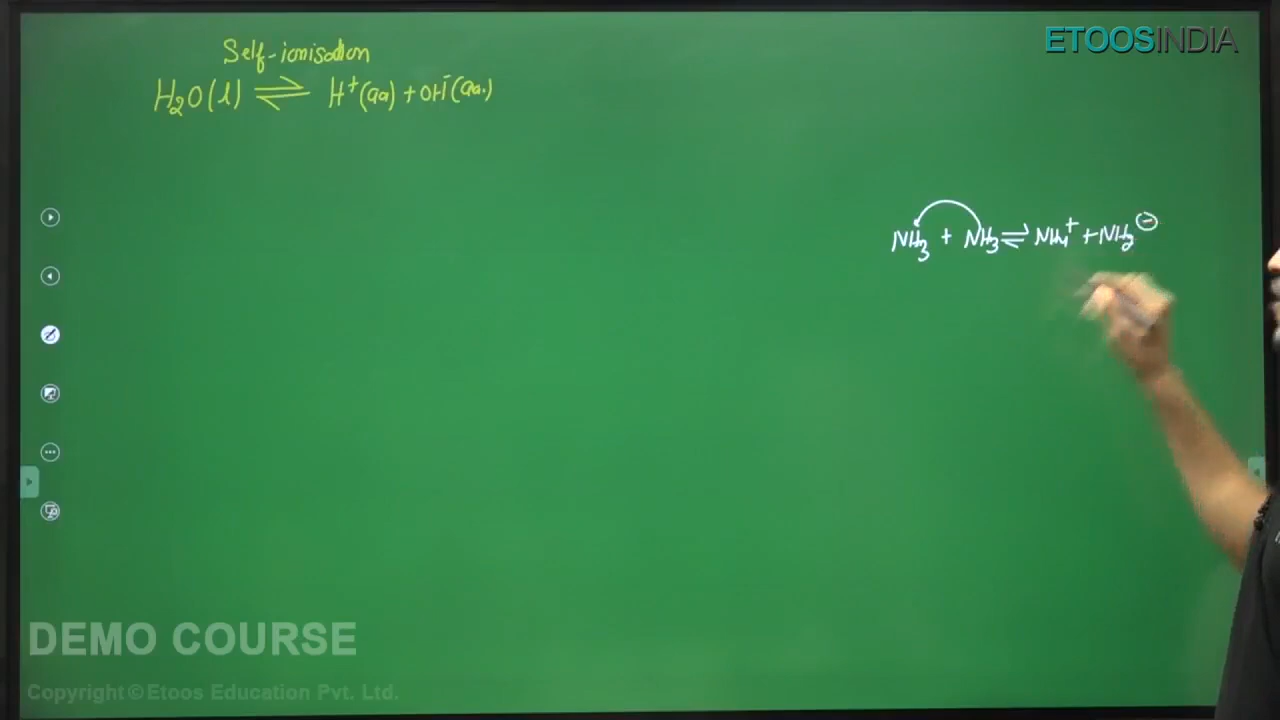 ETOOSINDIA
Self-ionisation
H₂O(l) ⇌ H⁺(aq) + OH⁻(aq.)
NH₃ + NH₃ ⇌ NH₄⁺ + NH₂⊖
DEMO COURSE
Copyright © Etoos Education Pvt. Ltd.